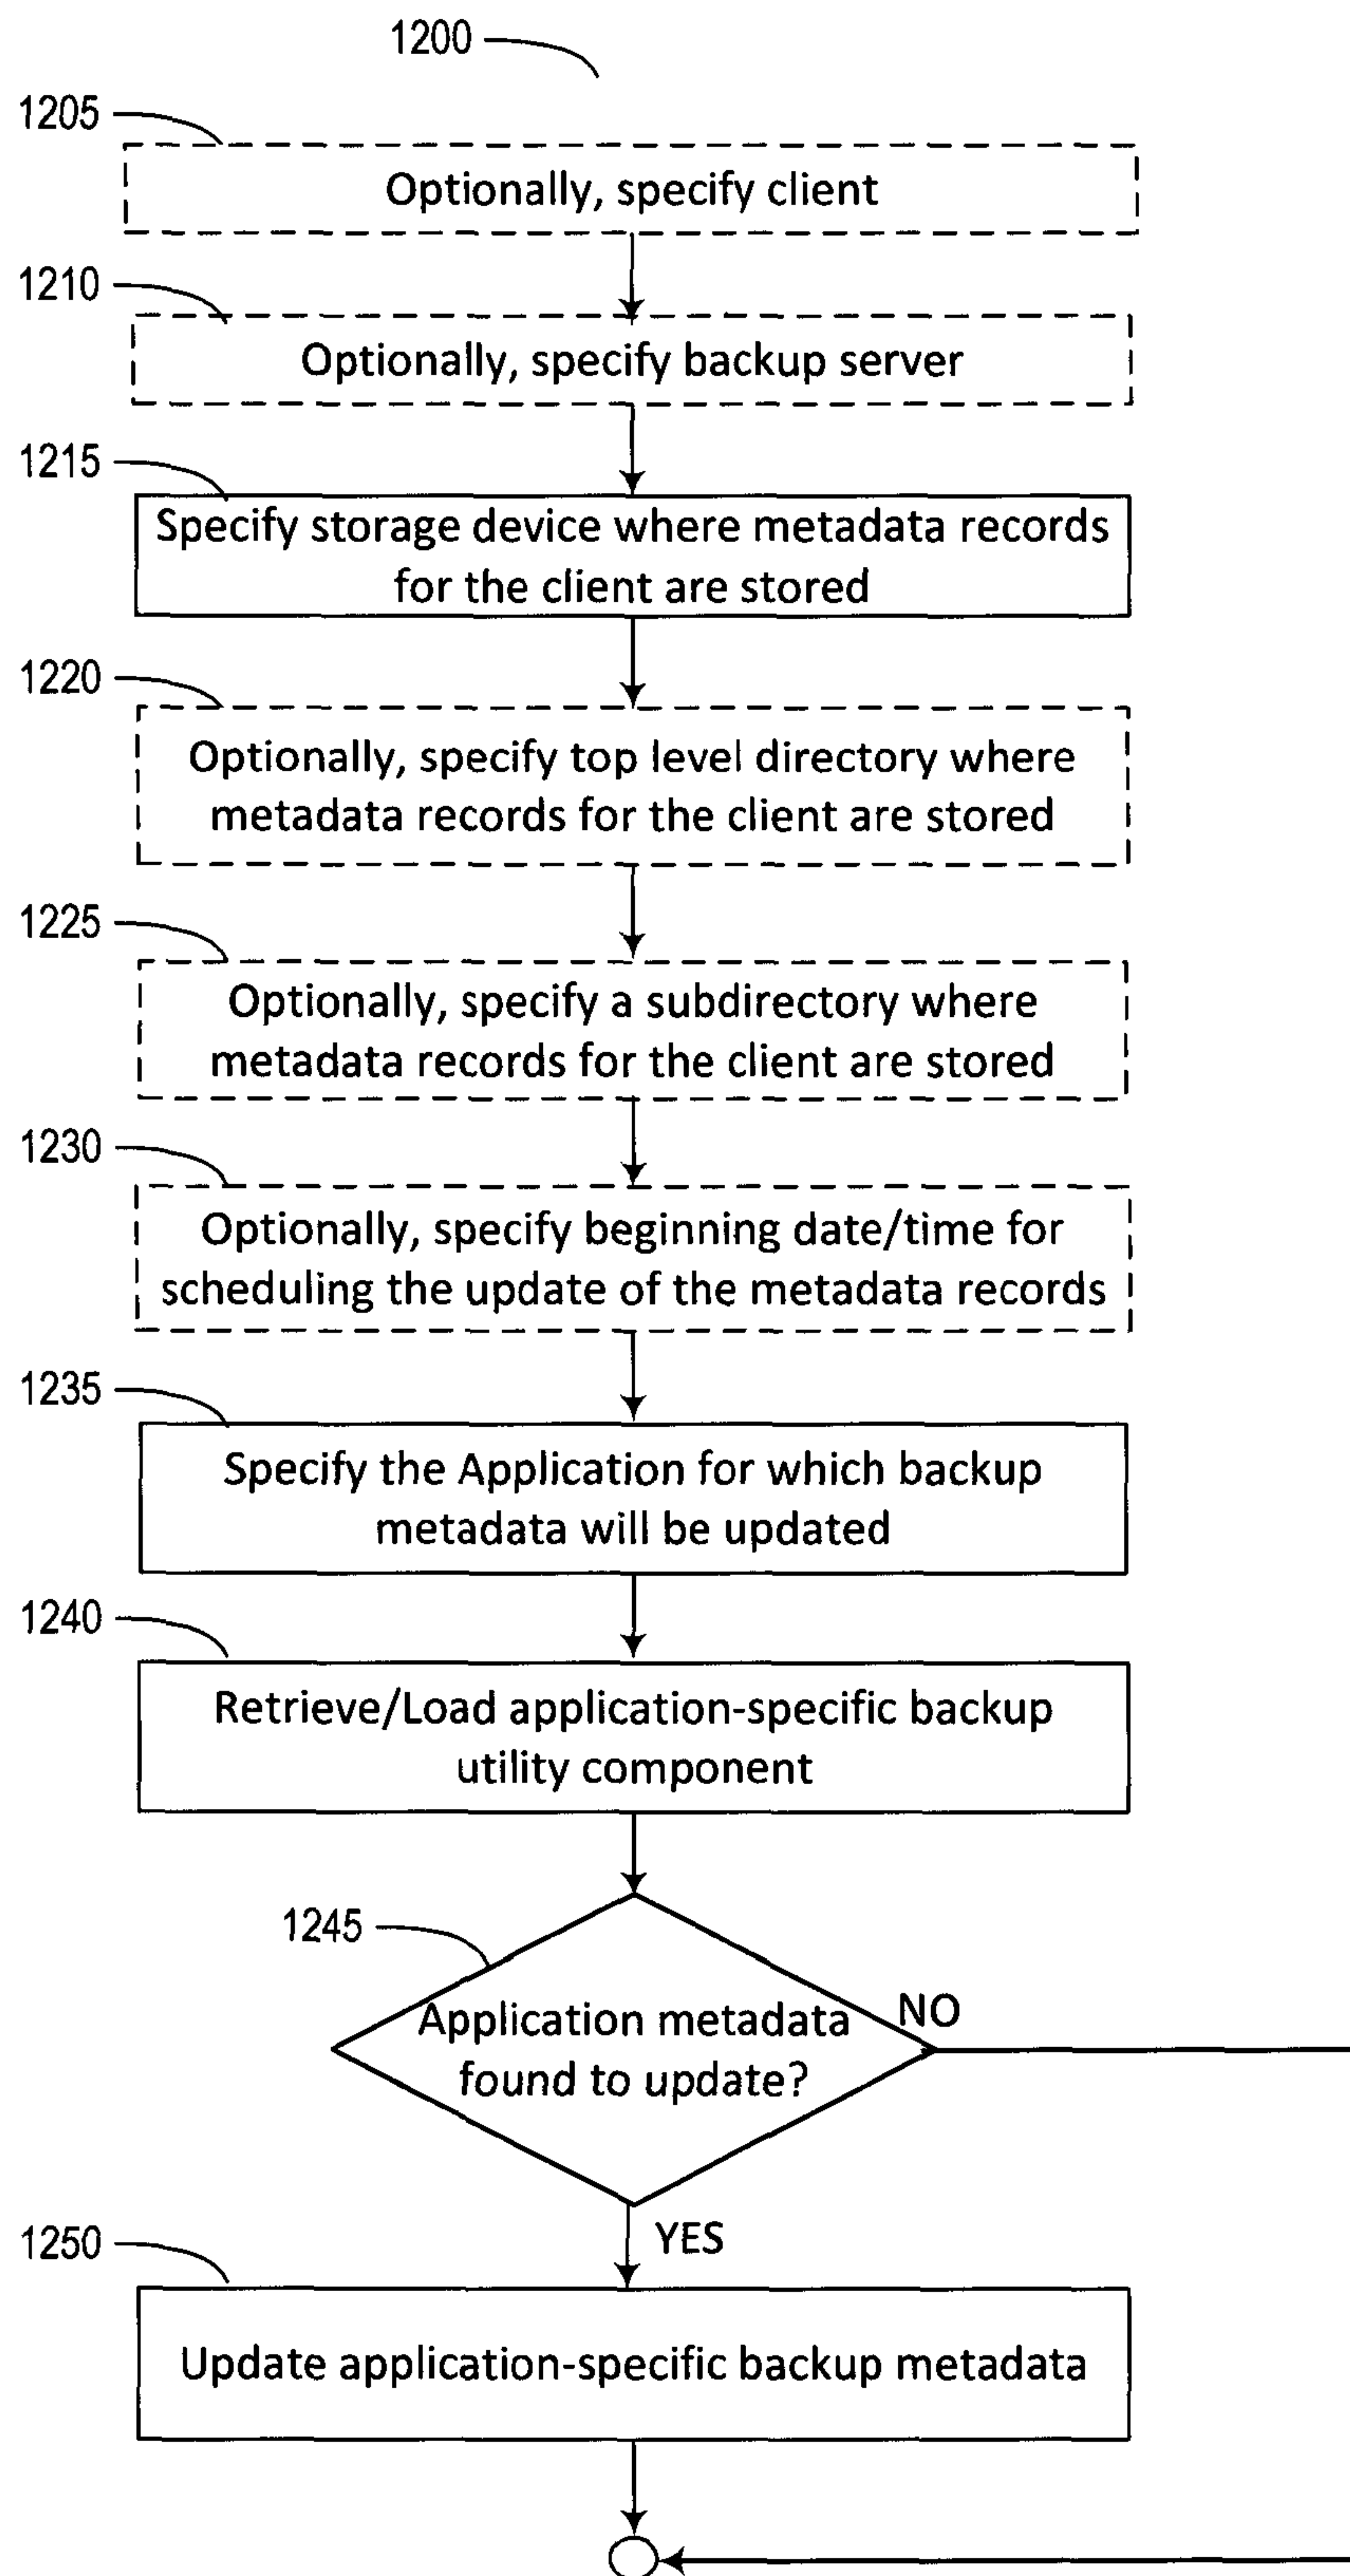 1200
1205
Optionally, specify client
1210
Optionally, specify backup server
1215
Specify storage device where metadata records
for the client are stored
1220
Optionally, specify top level directory where
metadata records for the client are stored
1225
Optionally, specify a subdirectory where
metadata records for the client are stored
1230
Optionally, specify beginning date/time for
scheduling the update of the metadata records
1235
Specify the Application for which backup
metadata will be updated
1240
Retrieve/Load application-specific backup
utility component
1245
Application metadata
found to update?
NO
YES
1250
Update application-specific backup metadata